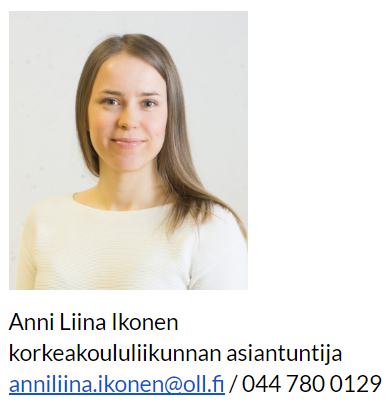 Anni Liina Ikonen
korkeakoululiikunnan asiantuntija
anniliina.ikonen@oll.fi / 044 780 0129